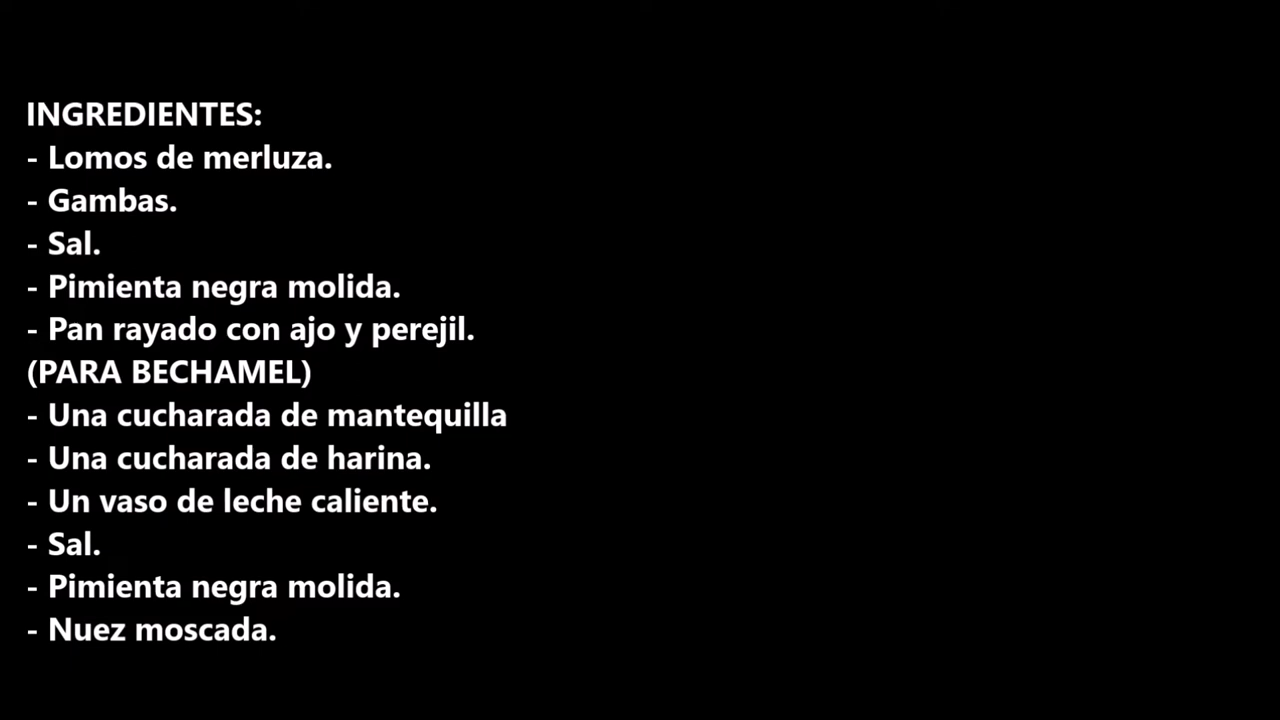 INGREDIENTES:
- Lomos de merluza.
- Gambas.
- Sal.
- Pimienta negra molida.
- Pan rayado con ajo y perejil.
(PARA BECHAMEL)
- Una cucharada de mantequilla
- Una cucharada de harina.
- Un vaso de leche caliente.
- Sal.
- Pimienta negra molida.
- Nuez moscada.